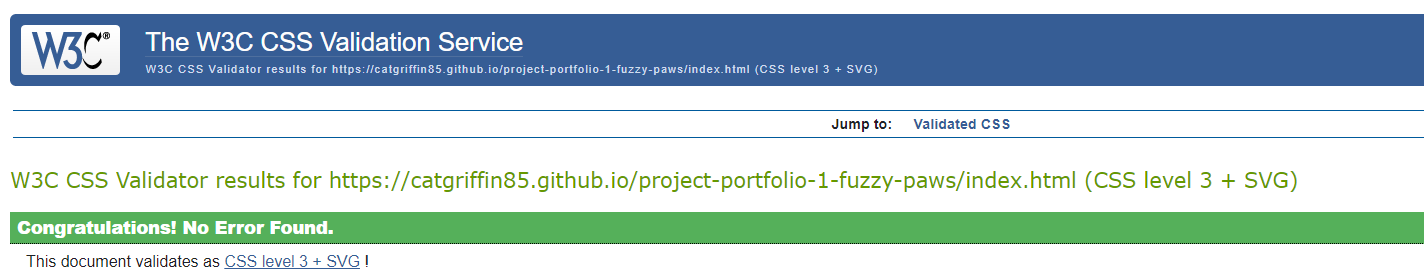 W3C®
The W3C CSS Validation Service
W3C CSS Validator results for https://catgriffin85.github.io/project-portfolio-1-fuzzy-paws/index.html (CSS level 3 + SVG)
Jump to: Validated CSS
W3C CSS Validator results for https://catgriffin85.github.io/project-portfolio-1-fuzzy-paws/index.html (CSS level 3 + SVG)
Congratulations! No Error Found.
This document validates as CSS level 3 + SVG !